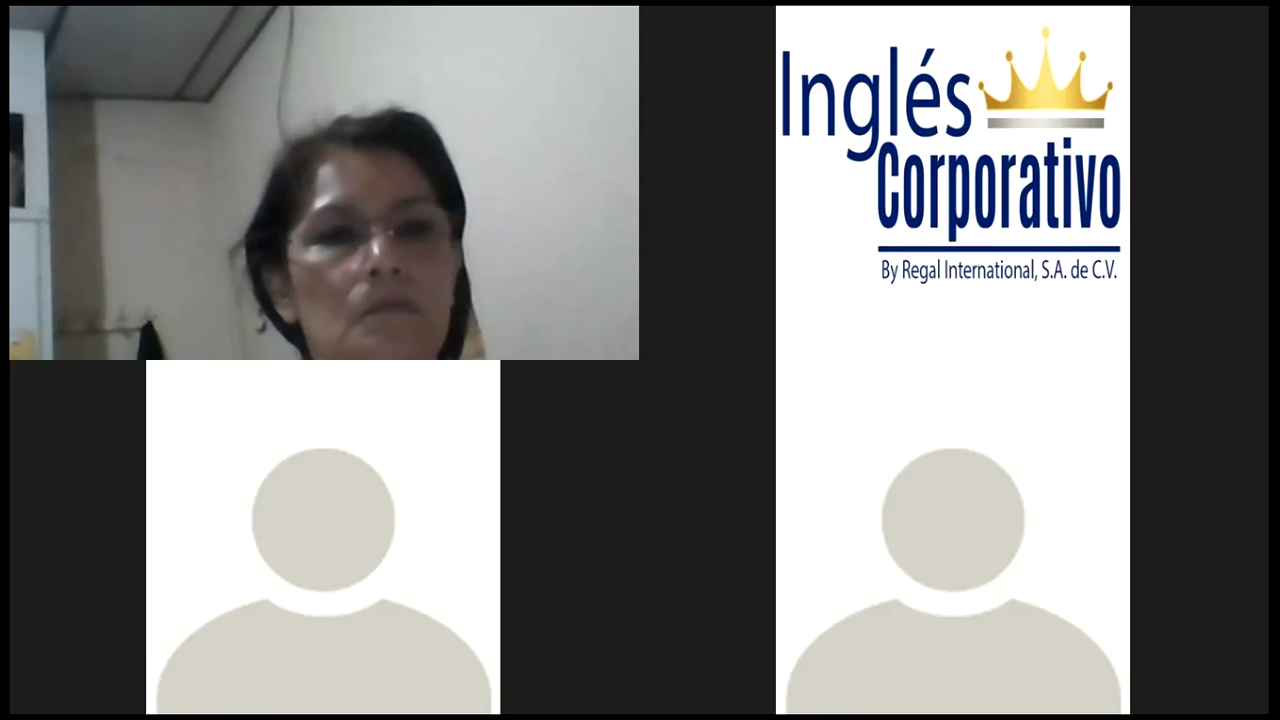 Inglés
Corporativo
By Regal International, S.A. de C.V.